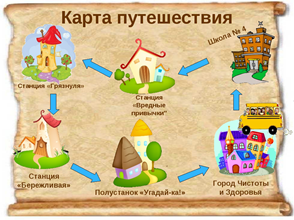 Карта путешествия
Школа № 4
Станция «Грязнуля»
Станция
«Вредные
привычки"
Станция
«Бережливая»
Полустанок «Угадай-ка!»
Город Чистоты
и Здоровья